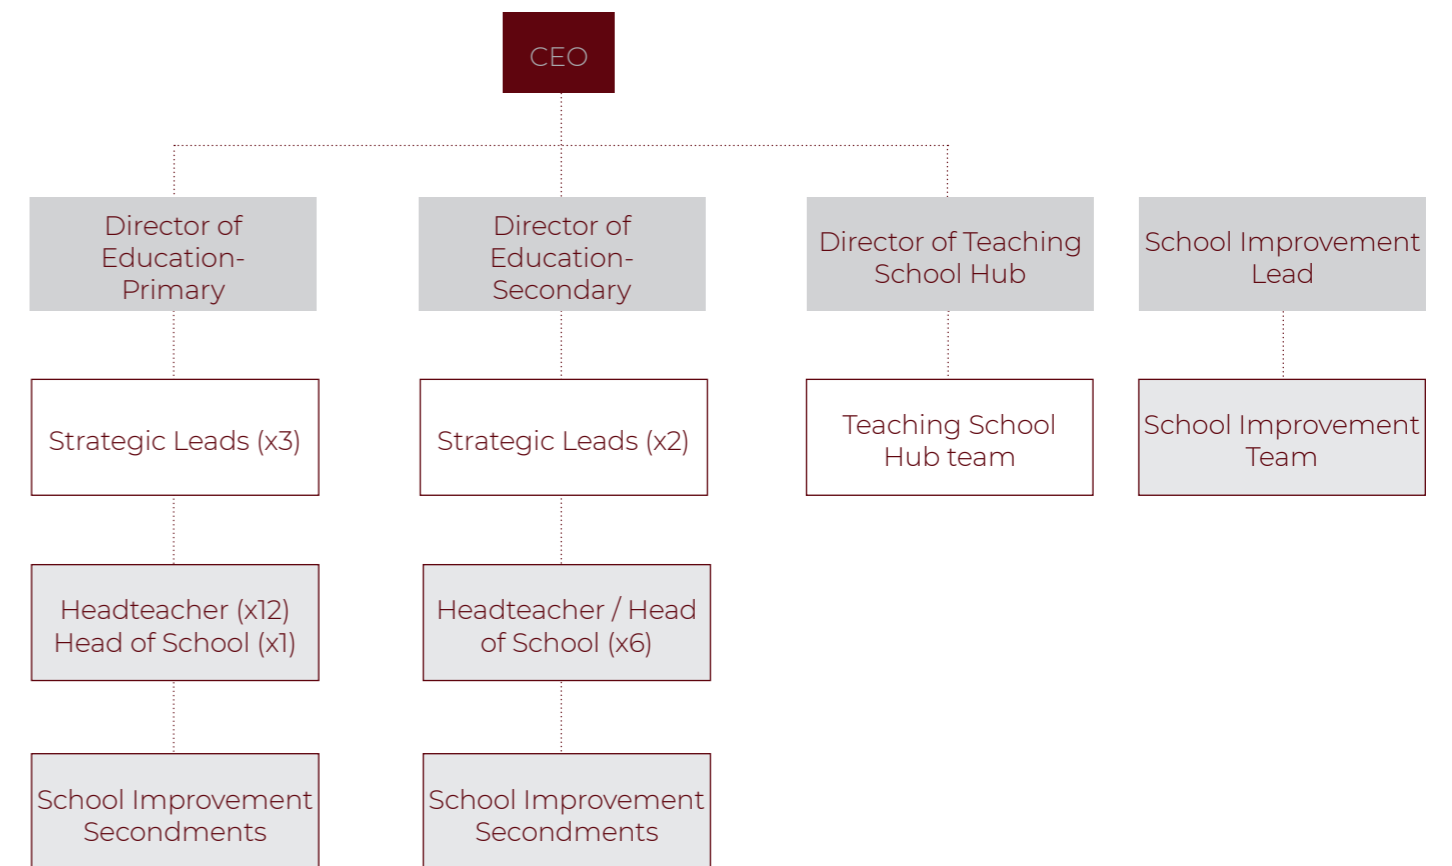 CEO
Director of
Education-
Primary
Director of
Education-
Secondary
Director of Teaching
School Hub
School Improvement
Lead
Strategic Leads (x3)
Strategic Leads (x2)
Teaching School
Hub team
School Improvement
Team
Headteacher (x12)
Head of School (x1)
Headteacher / Head
of School (x6)
School Improvement
Secondments
School Improvement
Secondments